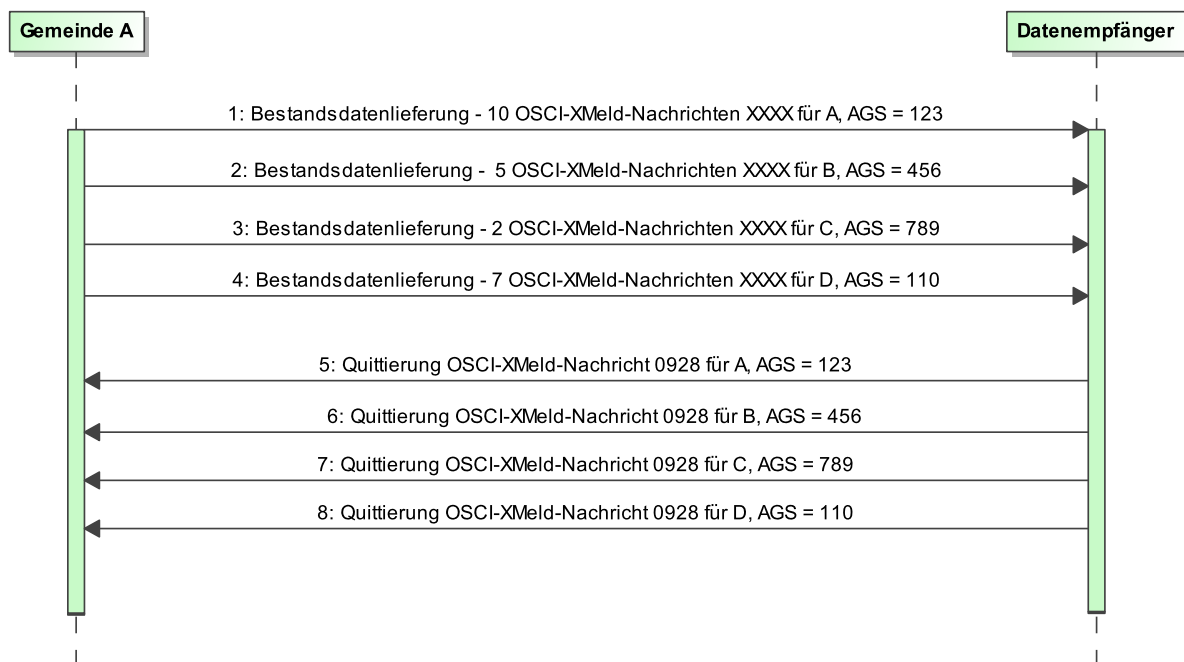 Gemeinde A
Datenempfänger
1: Bestandsdatenlieferung - 10 OSCI-XMeld-Nachrichten XXXX für A, AGS = 123
2: Bestandsdatenlieferung - 5 OSCI-XMeld-Nachrichten XXXX für B, AGS = 456
3: Bestandsdatenlieferung - 2 OSCI-XMeld-Nachrichten XXXX für C, AGS = 789
4: Bestandsdatenlieferung - 7 OSCI-XMeld-Nachrichten XXXX für D, AGS = 110
5: Quittierung OSCI-XMeld-Nachricht 0928 für A, AGS = 123
6: Quittierung OSCI-XMeld-Nachricht 0928 für B, AGS = 456
7: Quittierung OSCI-XMeld-Nachricht 0928 für C, AGS = 789
8: Quittierung OSCI-XMeld-Nachricht 0928 für D, AGS = 110